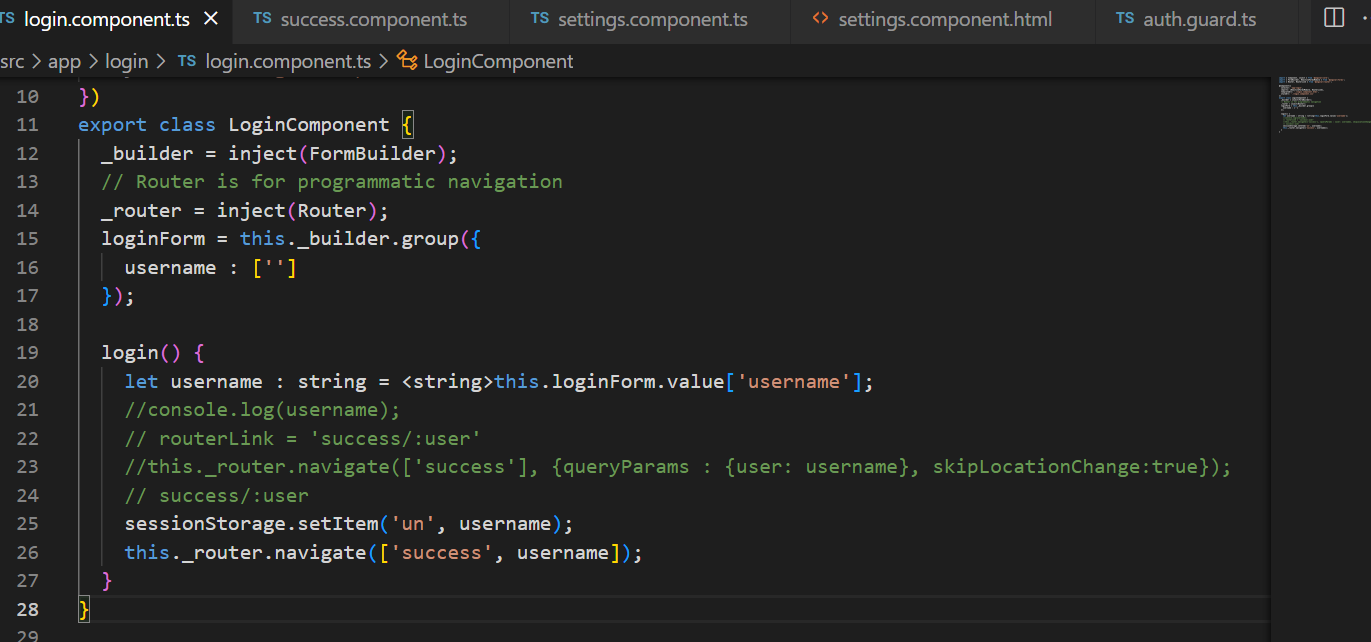 TS login.component.ts × TS success.component.ts TS settings.component.ts <> settings.component.html TS auth.guard.ts
src > app > login > TS login.component.ts > LoginComponent
10 })
11 export class LoginComponent {
12 _builder = inject(FormBuilder);
13 // Router is for programmatic navigation
14 _router = inject(Router);
15 loginForm = this._builder.group({
16 username : ['']
17 });
18
19 login() {
20 let username : string = <string>this.loginForm.value['username'];
21 //console.log(username);
22 // routerLink = 'success/:user'
23 //this._router.navigate(['success'], {queryParams : {user: username}, skipLocationChange:true});
24 // success/:user
25 sessionStorage.setItem('un', username);
26 this._router.navigate(['success', username]);
27 }
28 }
29